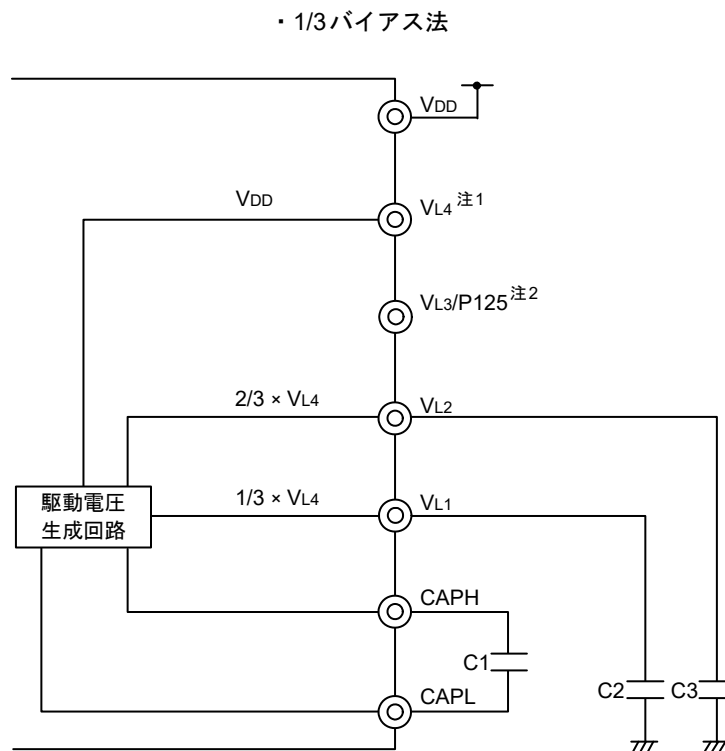 ・1/3バイアス法
VDD
VDD
VL4 注1
VL3/P125 注2
2/3 × VL4
VL2
駆動電圧
生成回路
1/3 × VL4
VL1
CAPH
C1
CAPL
C2
C3